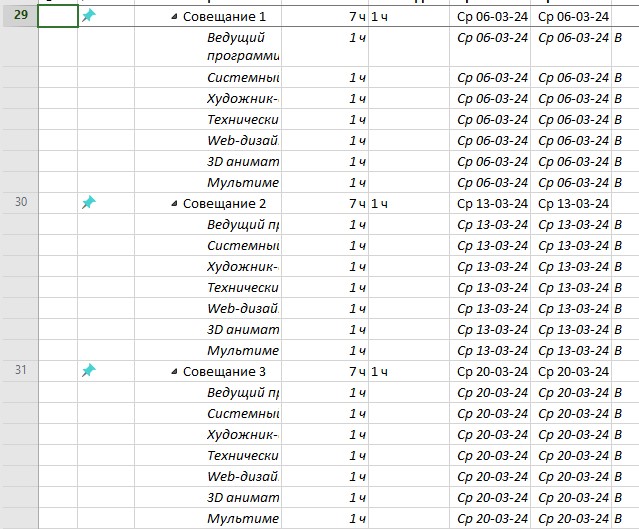 29 Совещание 1 7 ч 1 ч Ср 06-03-24 Ср 06-03-24
Ведущий 1 ч Ср 06-03-24 Ср 06-03-24 В
программи
Системный 1 ч Ср 06-03-24 Ср 06-03-24 В
Художник- 1 ч Ср 06-03-24 Ср 06-03-24 В
Технически 1 ч Ср 06-03-24 Ср 06-03-24 В
Web-дизай 1 ч Ср 06-03-24 Ср 06-03-24 В
3D анимат 1 ч Ср 06-03-24 Ср 06-03-24 В
Мультиме 1 ч Ср 06-03-24 Ср 06-03-24 В
30 Совещание 2 7 ч 1 ч Ср 13-03-24 Ср 13-03-24
Ведущий пр 1 ч Ср 13-03-24 Ср 13-03-24 В
Системный 1 ч Ср 13-03-24 Ср 13-03-24 В
Художник- 1 ч Ср 13-03-24 Ср 13-03-24 В
Технически 1 ч Ср 13-03-24 Ср 13-03-24 В
Web-дизай 1 ч Ср 13-03-24 Ср 13-03-24 В
3D анимат 1 ч Ср 13-03-24 Ср 13-03-24 В
Мультиме 1 ч Ср 13-03-24 Ср 13-03-24 В
31 Совещание 3 7 ч 1 ч Ср 20-03-24 Ср 20-03-24
Ведущий пр 1 ч Ср 20-03-24 Ср 20-03-24 В
Системный 1 ч Ср 20-03-24 Ср 20-03-24 В
Художник- 1 ч Ср 20-03-24 Ср 20-03-24 В
Технически 1 ч Ср 20-03-24 Ср 20-03-24 В
Web-дизай 1 ч Ср 20-03-24 Ср 20-03-24 В
3D анимат 1 ч Ср 20-03-24 Ср 20-03-24 В
Мультиме 1 ч Ср 20-03-24 Ср 20-03-24 В